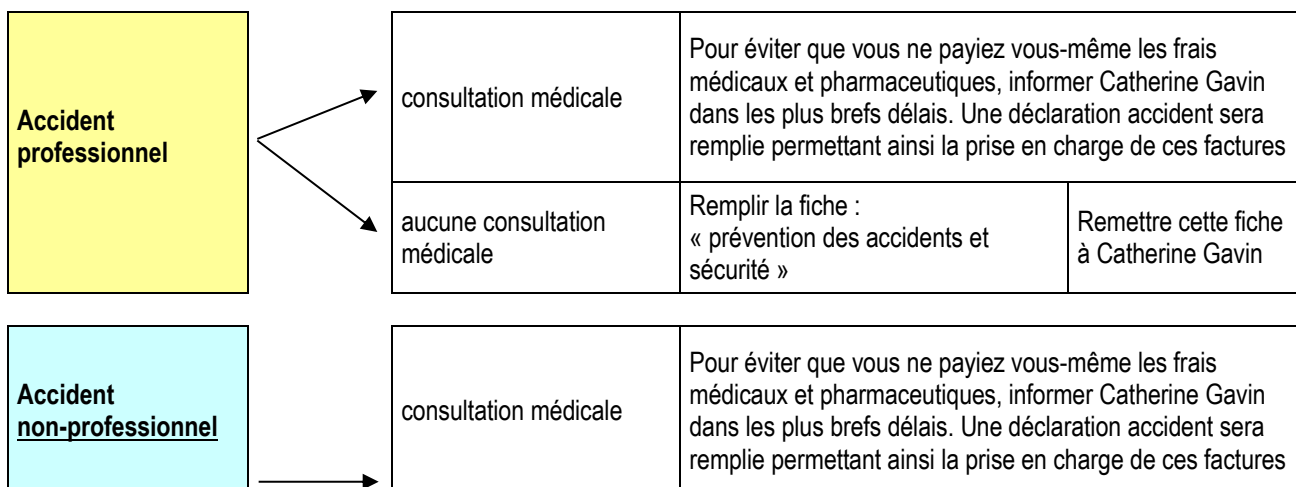 Accident
professionnel
consultation médicale
Pour éviter que vous ne payiez vous-même les frais
médicaux et pharmaceutiques, informer Catherine Gavin
dans les plus brefs délais. Une déclaration accident sera
remplie permettant ainsi la prise en charge de ces factures
aucune consultation
médicale
Remplir la fiche :
« prévention des accidents et
sécurité »
Remettre cette fiche
à Catherine Gavin
Accident
non-professionnel
consultation médicale
Pour éviter que vous ne payiez vous-même les frais
médicaux et pharmaceutiques, informer Catherine Gavin
dans les plus brefs délais. Une déclaration accident sera
remplie permettant ainsi la prise en charge de ces factures